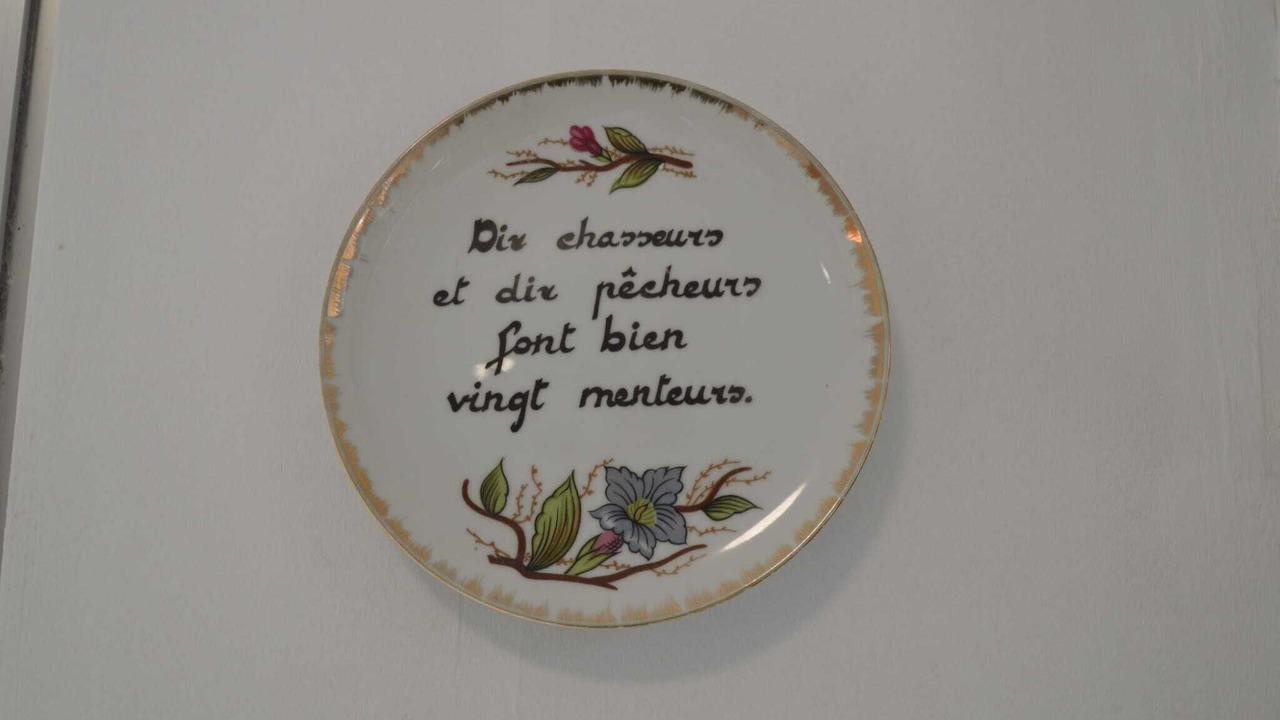 Dix chasseurs
et dix pêcheurs
font bien
vingt menteurs.